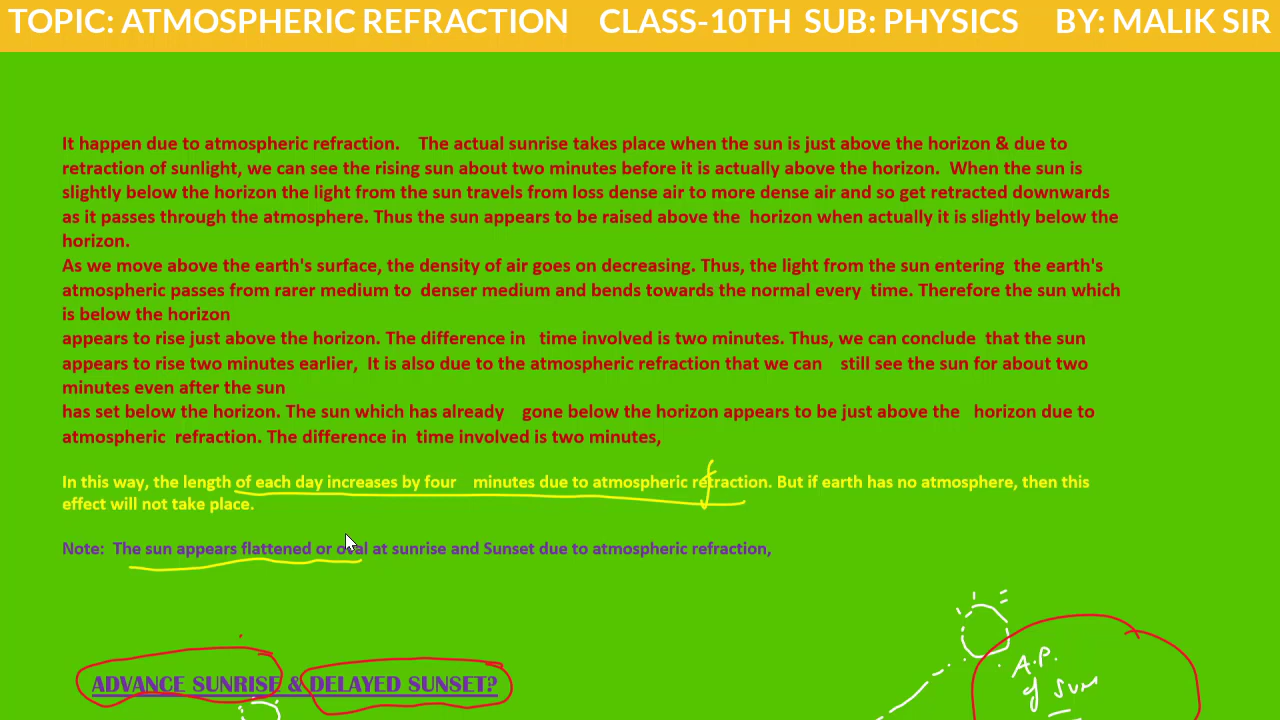 TOPIC: ATMOSPHERIC REFRACTION CLASS-10TH SUB: PHYSICS BY: MALIK SIR
It happen due to atmospheric refraction. The actual sunrise takes place when the sun is just above the horizon & due to
retraction of sunlight, we can see the rising sun about two minutes before it is actually above the horizon. When the sun is
slightly below the horizon the light from the sun travels from loss dense air to more dense air and so get retracted downwards
as it passes through the atmosphere. Thus the sun appears to be raised above the horizon when actually it is slightly below the
horizon.
As we move above the earth's surface, the density of air goes on decreasing. Thus, the light from the sun entering the earth's
atmospheric passes from rarer medium to denser medium and bends towards the normal every time. Therefore the sun which
is below the horizon
appears to rise just above the horizon. The difference in time involved is two minutes. Thus, we can conclude that the sun
appears to rise two minutes earlier, It is also due to the atmospheric refraction that we can still see the sun for about two
minutes even after the sun
has set below the horizon. The sun which has already gone below the horizon appears to be just above the horizon due to
atmospheric refraction. The difference in time involved is two minutes,
In this way, the length of each day increases by four minutes due to atmospheric retraction. But if earth has no atmosphere, then this
effect will not take place.
Note: The sun appears flattened or oval at sunrise and Sunset due to atmospheric refraction,
A.P.
of Sun
ADVANCE SUNRISE & DELAYED SUNSET?